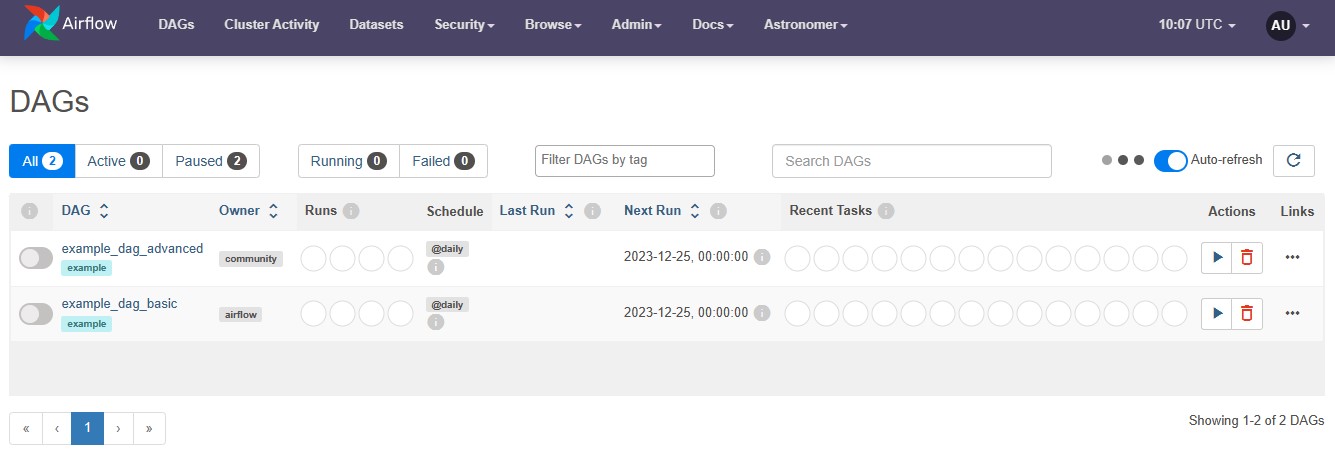 Airflow DAGs Cluster Activity Datasets Security Browse Admin Docs Astronomer 10:07 UTC AU
DAGs
All 2 Active 0 Paused 2 Running 0 Failed 0 Filter DAGs by tag Search DAGs Auto-refresh
i DAG Owner Runs i Schedule Last Run i Next Run i Recent Tasks i Actions Links
example_dag_advanced
example
community
@daily
i
2023-12-25, 00:00:00 i
example_dag_basic
example
airflow
@daily
i
2023-12-25, 00:00:00 i
« ‹ 1 › »
Showing 1-2 of 2 DAGs